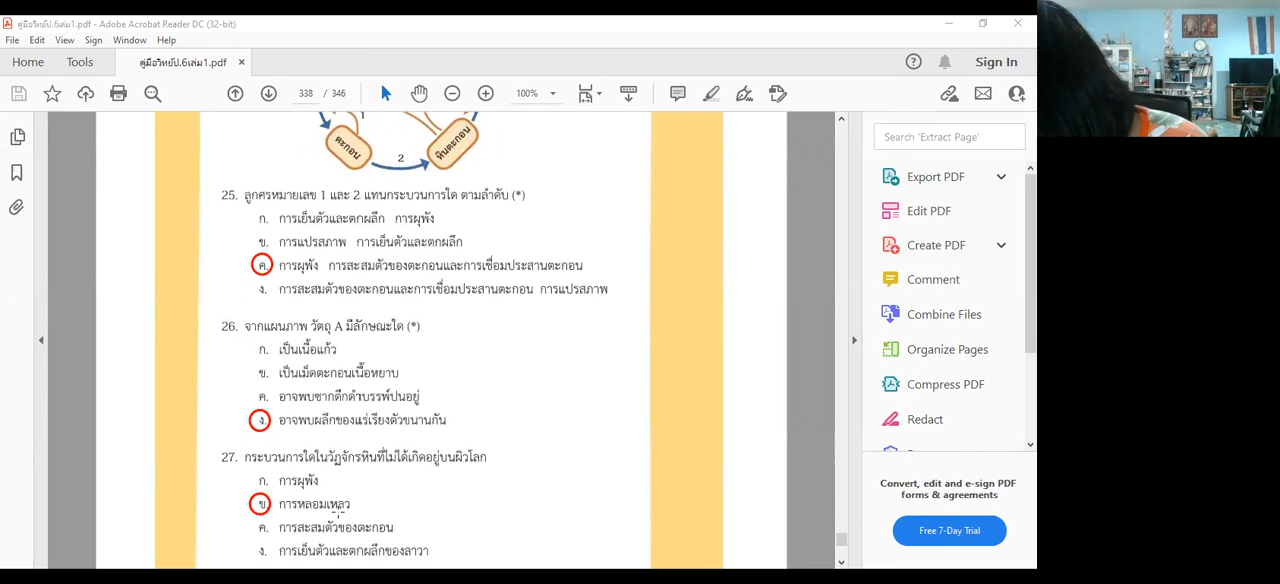 คู่มือวิทย์ป.6เล่ม1.pdf - Adobe Acrobat Reader DC (32-bit)
File Edit View Sign Window Help
Home Tools คู่มือวิทย์ป.6เล่ม1.pdf × Sign In
338 / 346 100%
Search 'Extract Page'
ตะกอน
หินตะกอน
1
2
25. ลูกศรหมายเลข 1 และ 2 แทนกระบวนการใด ตามลำดับ (*)
ก. การเย็นตัวและตกผลึก การผุพัง
ข. การแปรสภาพ การเย็นตัวและตกผลึก
ค. การผุพัง การสะสมตัวของตะกอนและการเชื่อมประสานตะกอน
ง. การสะสมตัวของตะกอนและการเชื่อมประสานตะกอน การแปรสภาพ
26. จากแผนภาพ วัตถุ A มีลักษณะใด (*)
ก. เป็นเนื้อแก้ว
ข. เป็นเม็ดตะกอนเนื้อหยาบ
ค. อาจพบซากดึกดำบรรพ์ปนอยู่
ง. อาจพบผลึกของแร่เรียงตัวขนานกัน
27. กระบวนการใดในวัฏจักรหินที่ไม่ได้เกิดอยู่บนผิวโลก
ก. การผุพัง
ข. การหลอมเหลว
ค. การสะสมตัวของตะกอน
ง. การเย็นตัวและตกผลึกของลาวา
Export PDF
Edit PDF
Create PDF
Comment
Combine Files
Organize Pages
Compress PDF
Redact
Convert, edit and e-sign PDF
forms & agreements
Free 7-Day Trial